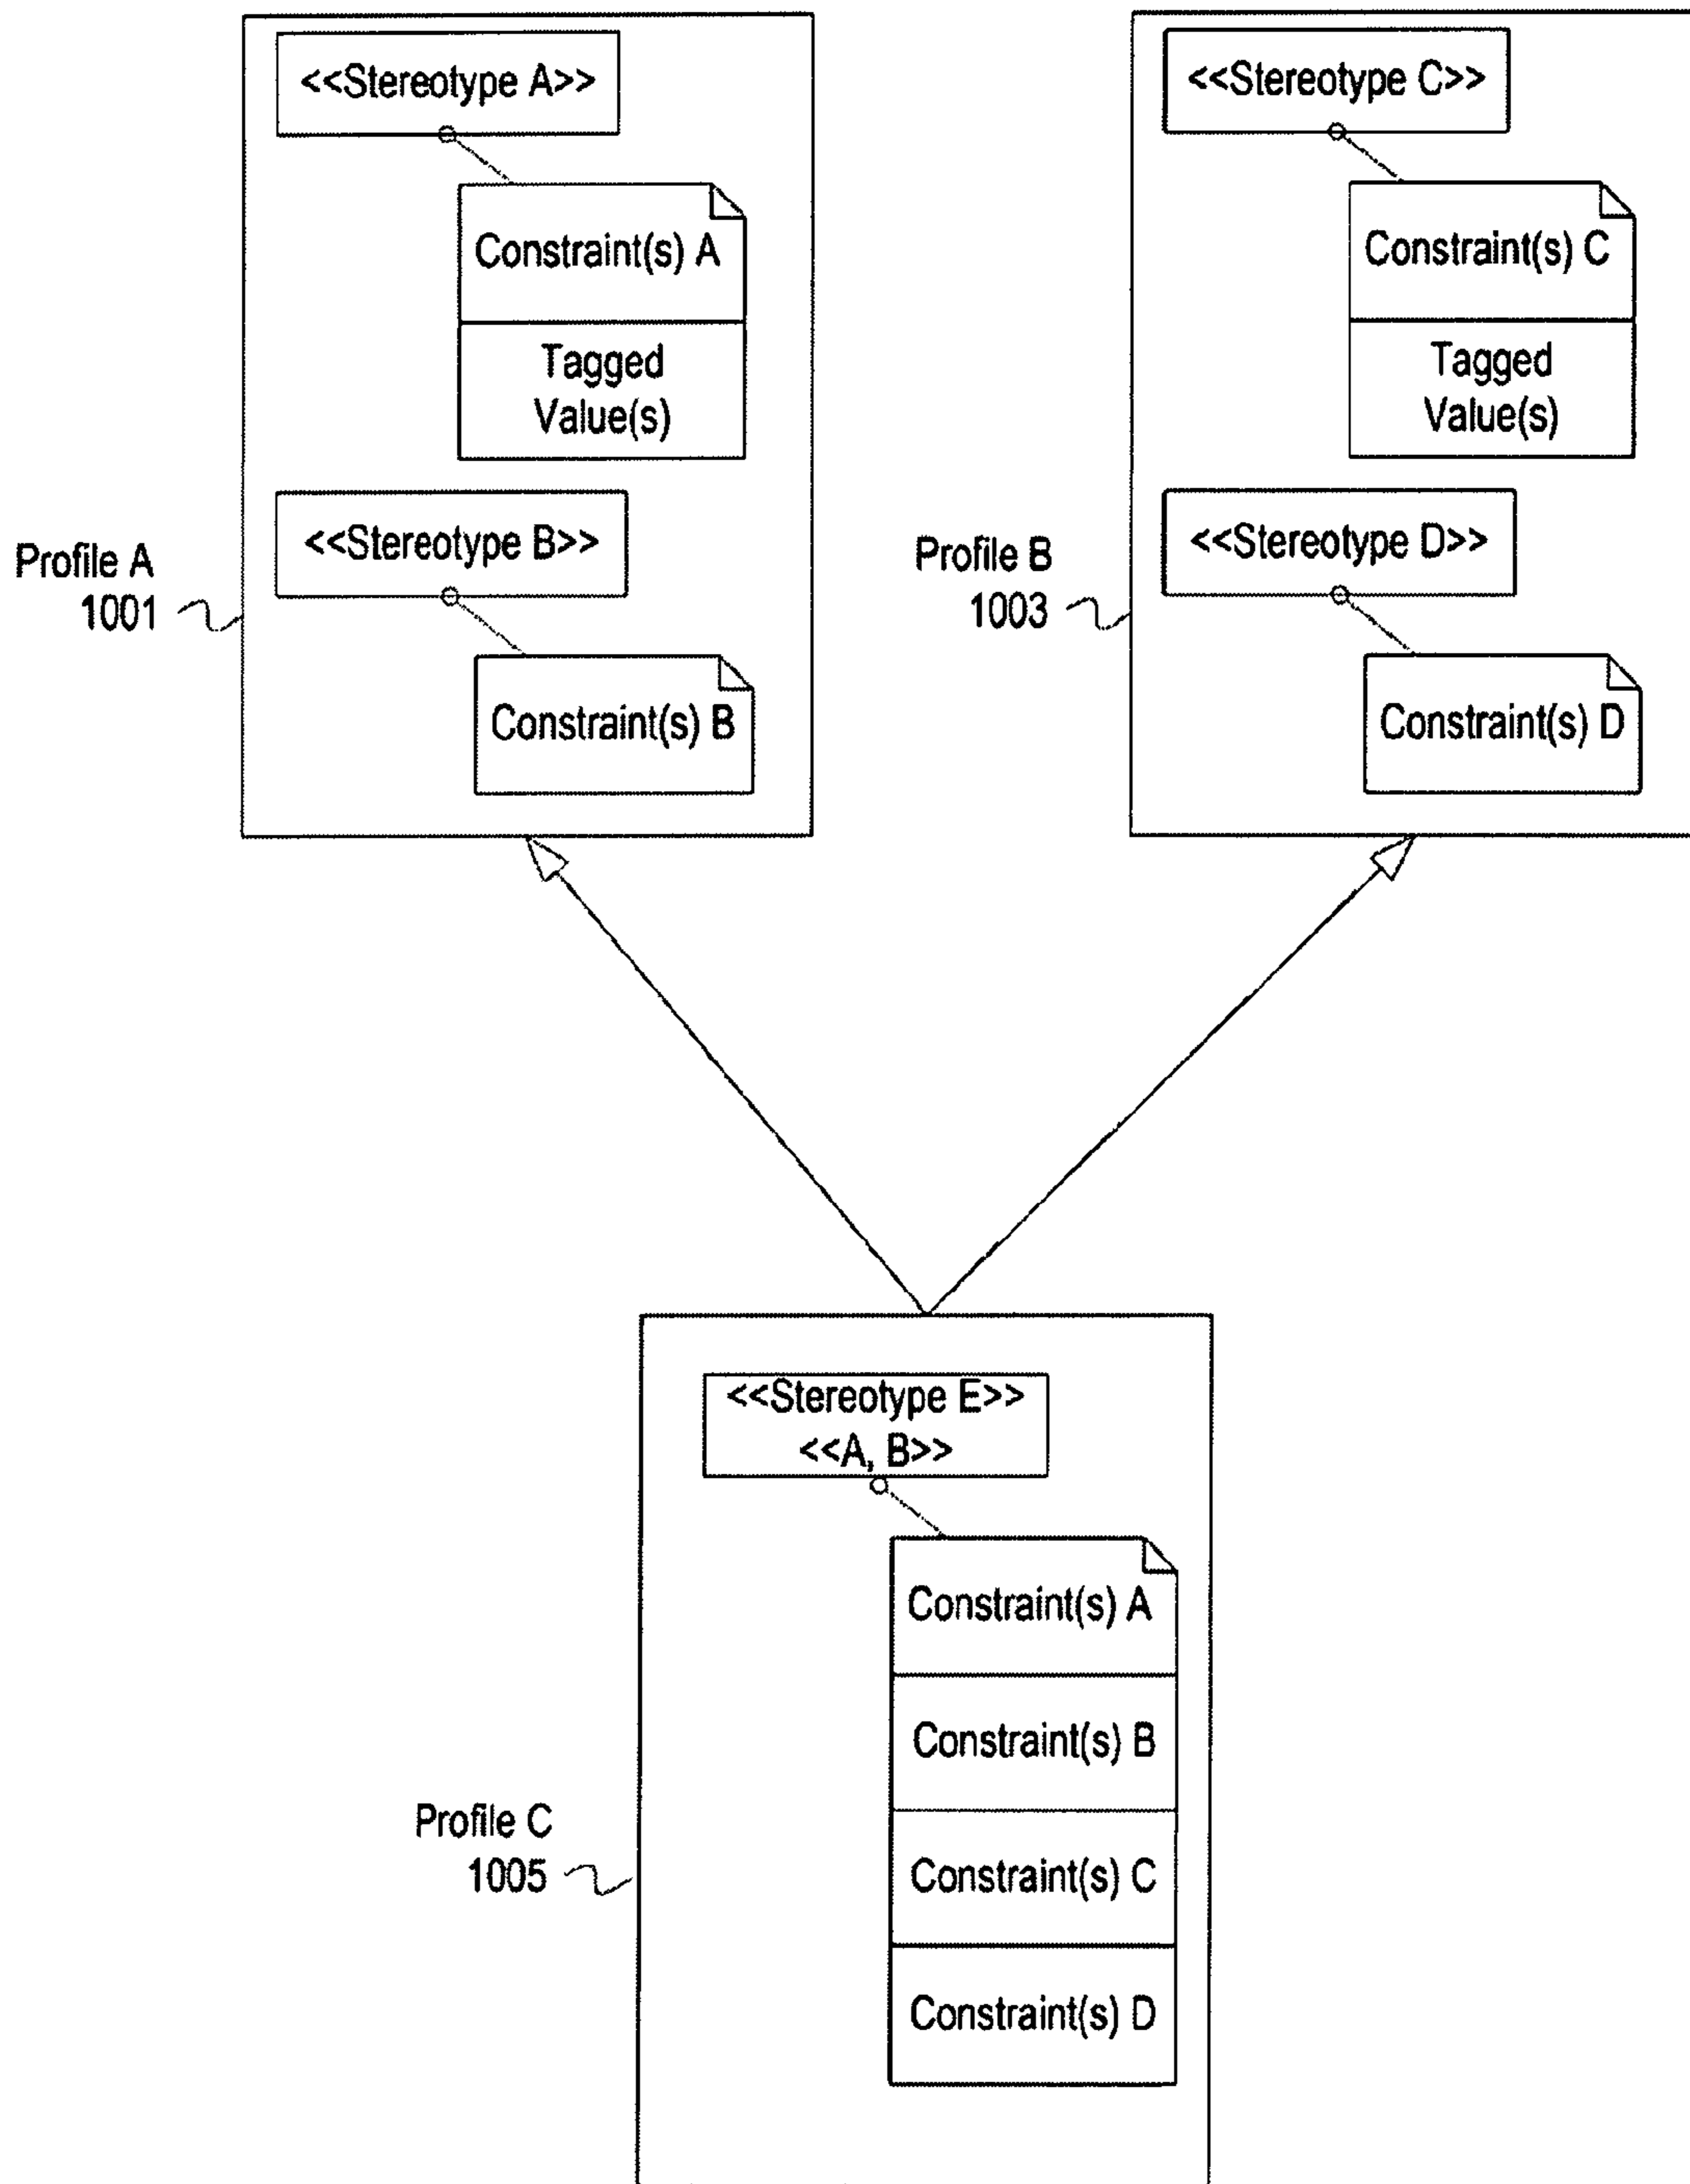 <<Stereotype A>>
Constraint(s) A
Tagged
Value(s)
<<Stereotype B>>
Constraint(s) B
Profile A
1001
<<Stereotype C>>
Constraint(s) C
Tagged
Value(s)
<<Stereotype D>>
Constraint(s) D
Profile B
1003
<<Stereotype E>>
<<A, B>>
Constraint(s) A
Constraint(s) B
Constraint(s) C
Constraint(s) D
Profile C
1005